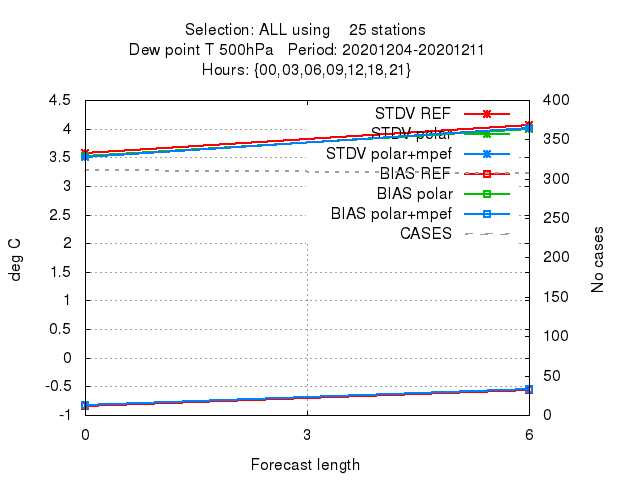 Selection: ALL using 25 stations
Dew point T 500hPa Period: 20201204-20201211
Hours: {00,03,06,09,12,18,21}
4.5
4
3.5
3
2.5
2
1.5
1
0.5
0
-0.5
-1
deg C
400
350
300
250
200
150
100
50
0
No cases
STDV REF
STDV polar
STDV polar+mpef
BIAS REF
BIAS polar
BIAS polar+mpef
CASES
0 3 6
Forecast length